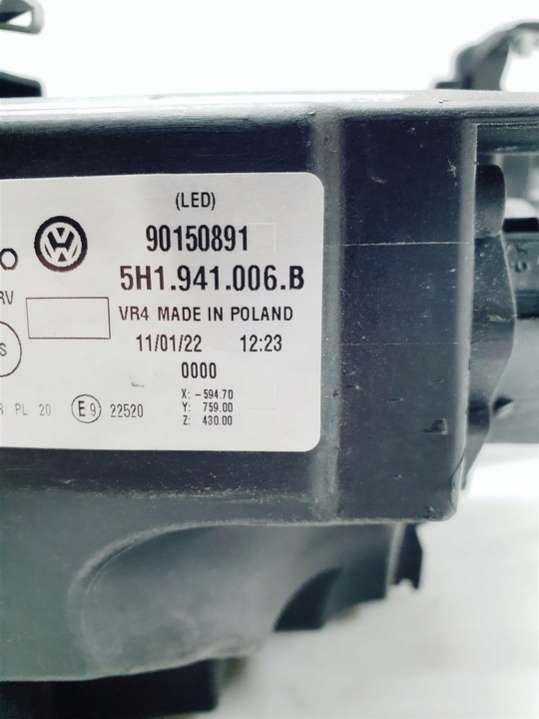 (LED)
90150891
5H1.941.006.B
RV
VR4 MADE IN POLAND
S
11/01/22 12:23
0000
X: -594.70
R PL 20 E9 22520
Y: 759.00
Z: 430.00